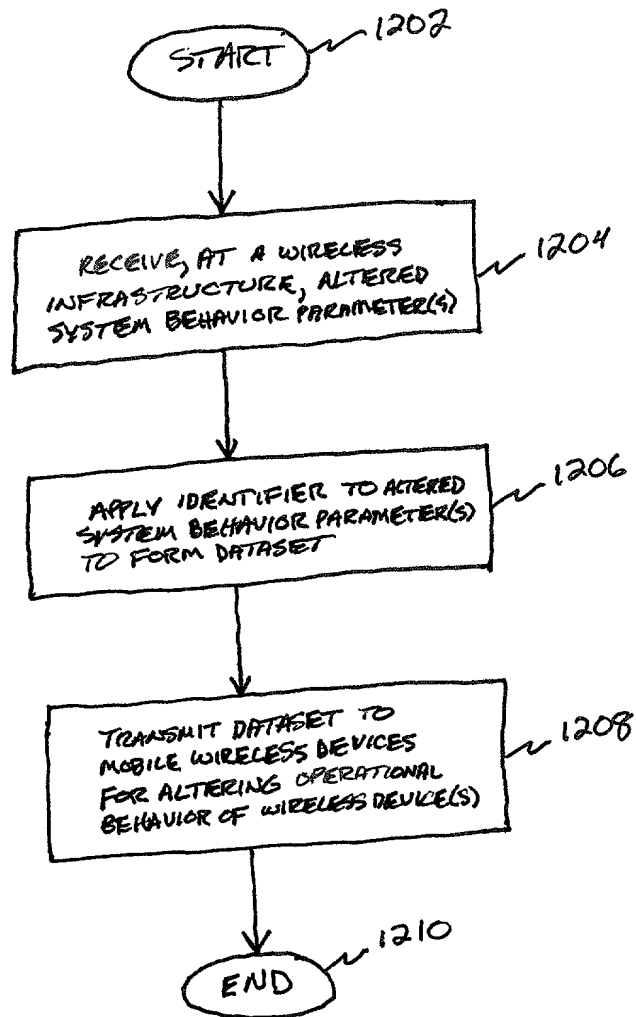 START
1202
RECEIVE, AT A WIRELESS
INFRASTRUCTURE, ALTERED
SYSTEM BEHAVIOR PARAMETER(S)
1204
APPLY IDENTIFIER TO ALTERED
SYSTEM BEHAVIOR PARAMETER(S)
TO FORM DATASET
1206
TRANSMIT DATASET TO
MOBILE WIRELESS DEVICES
FOR ALTERING OPERATIONAL
BEHAVIOR OF WIRELESS DEVICE(S)
1208
END
1210